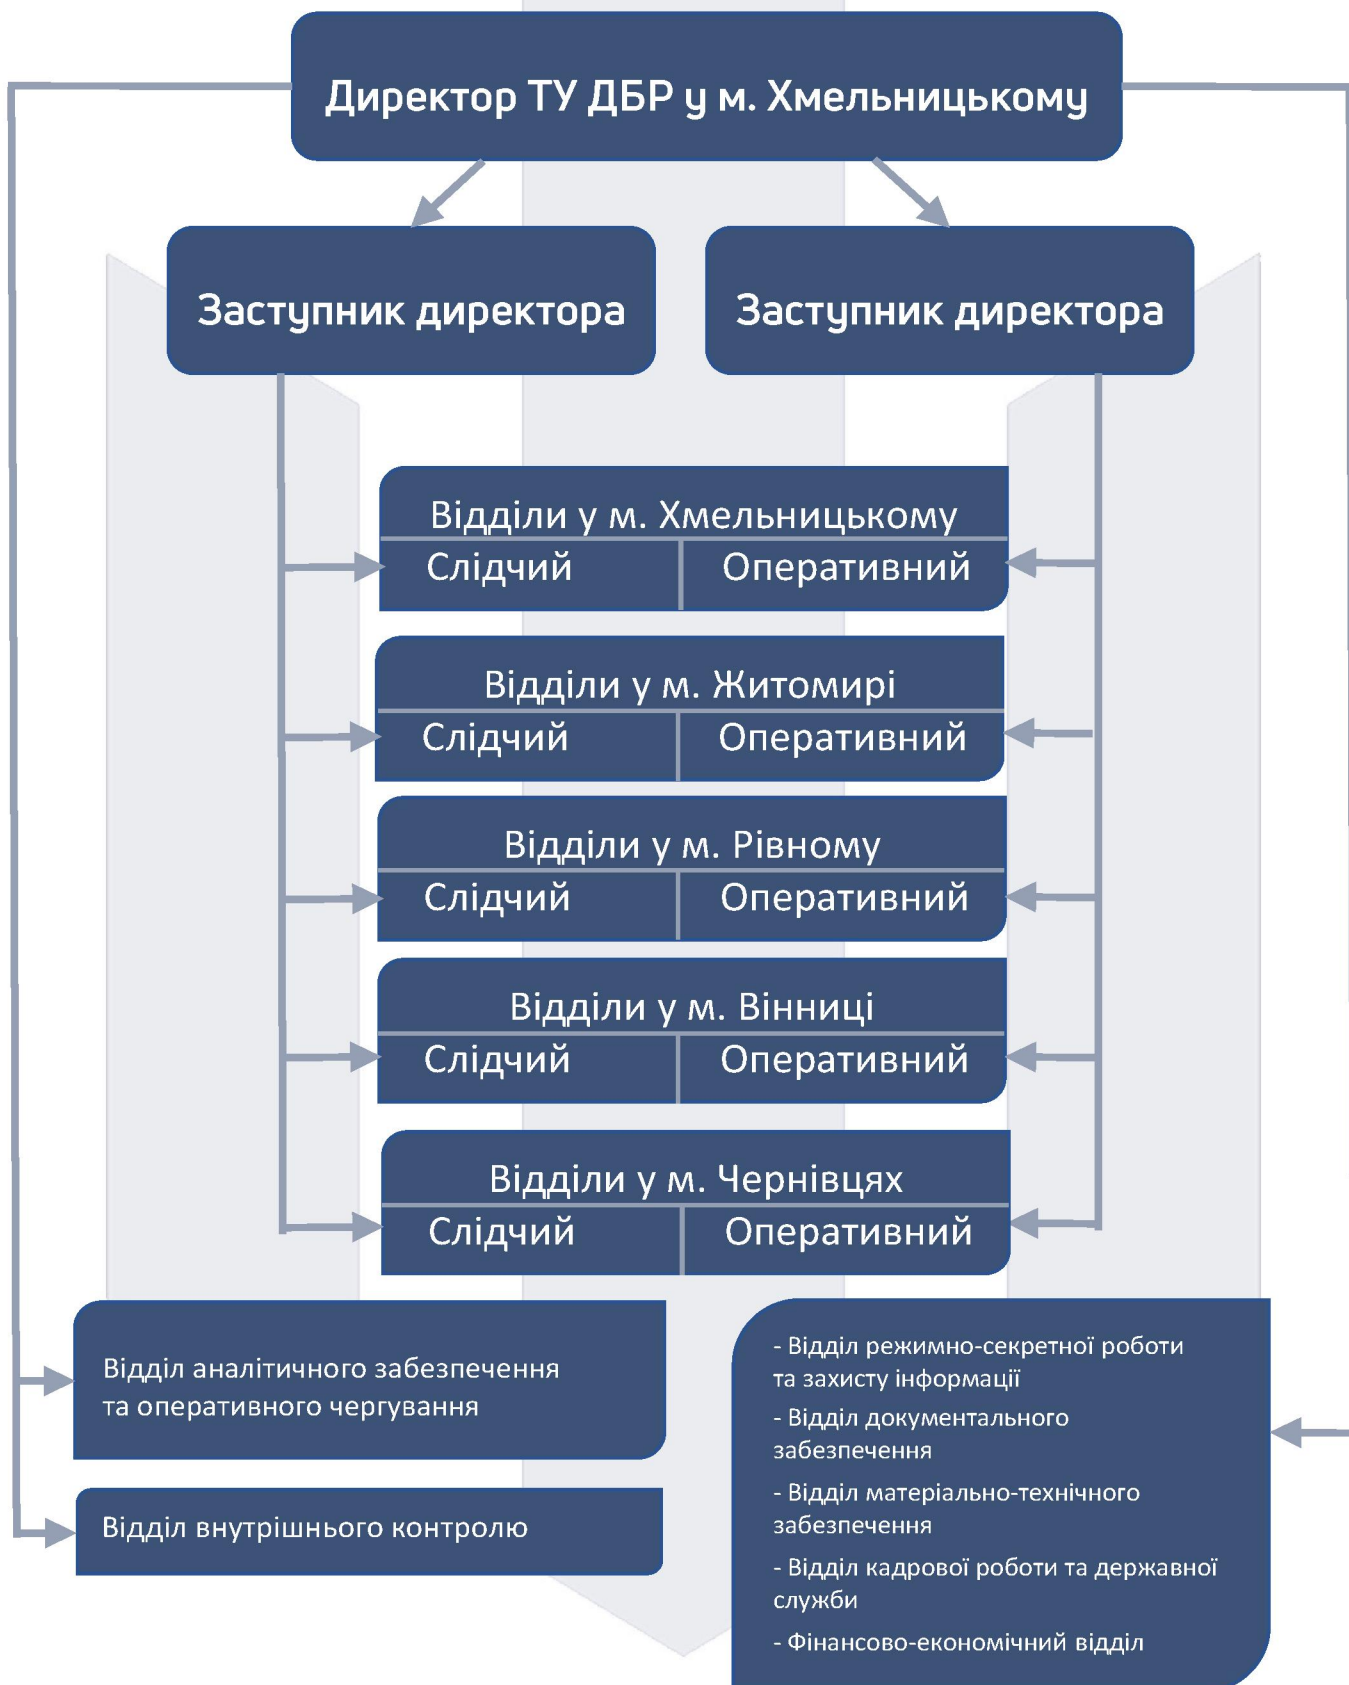 Директор ТУ ДБР у м. Хмельницькому
Заступник директора
Заступник директора
Відділи у м. Хмельницькому
Слідчий
Оперативний
Відділи у м. Житомирі
Слідчий
Оперативний
Відділи у м. Рівному
Слідчий
Оперативний
Відділи у м. Вінниці
Слідчий
Оперативний
Відділи у м. Чернівцях
Слідчий
Оперативний
Відділ аналітичного забезпечення
та оперативного чергування
Відділ внутрішнього контролю
- Відділ режимно-секретної роботи
та захисту інформації
- Відділ документального
забезпечення
- Відділ матеріально-технічного
забезпечення
- Відділ кадрової роботи та державної
служби
- Фінансово-економічний відділ